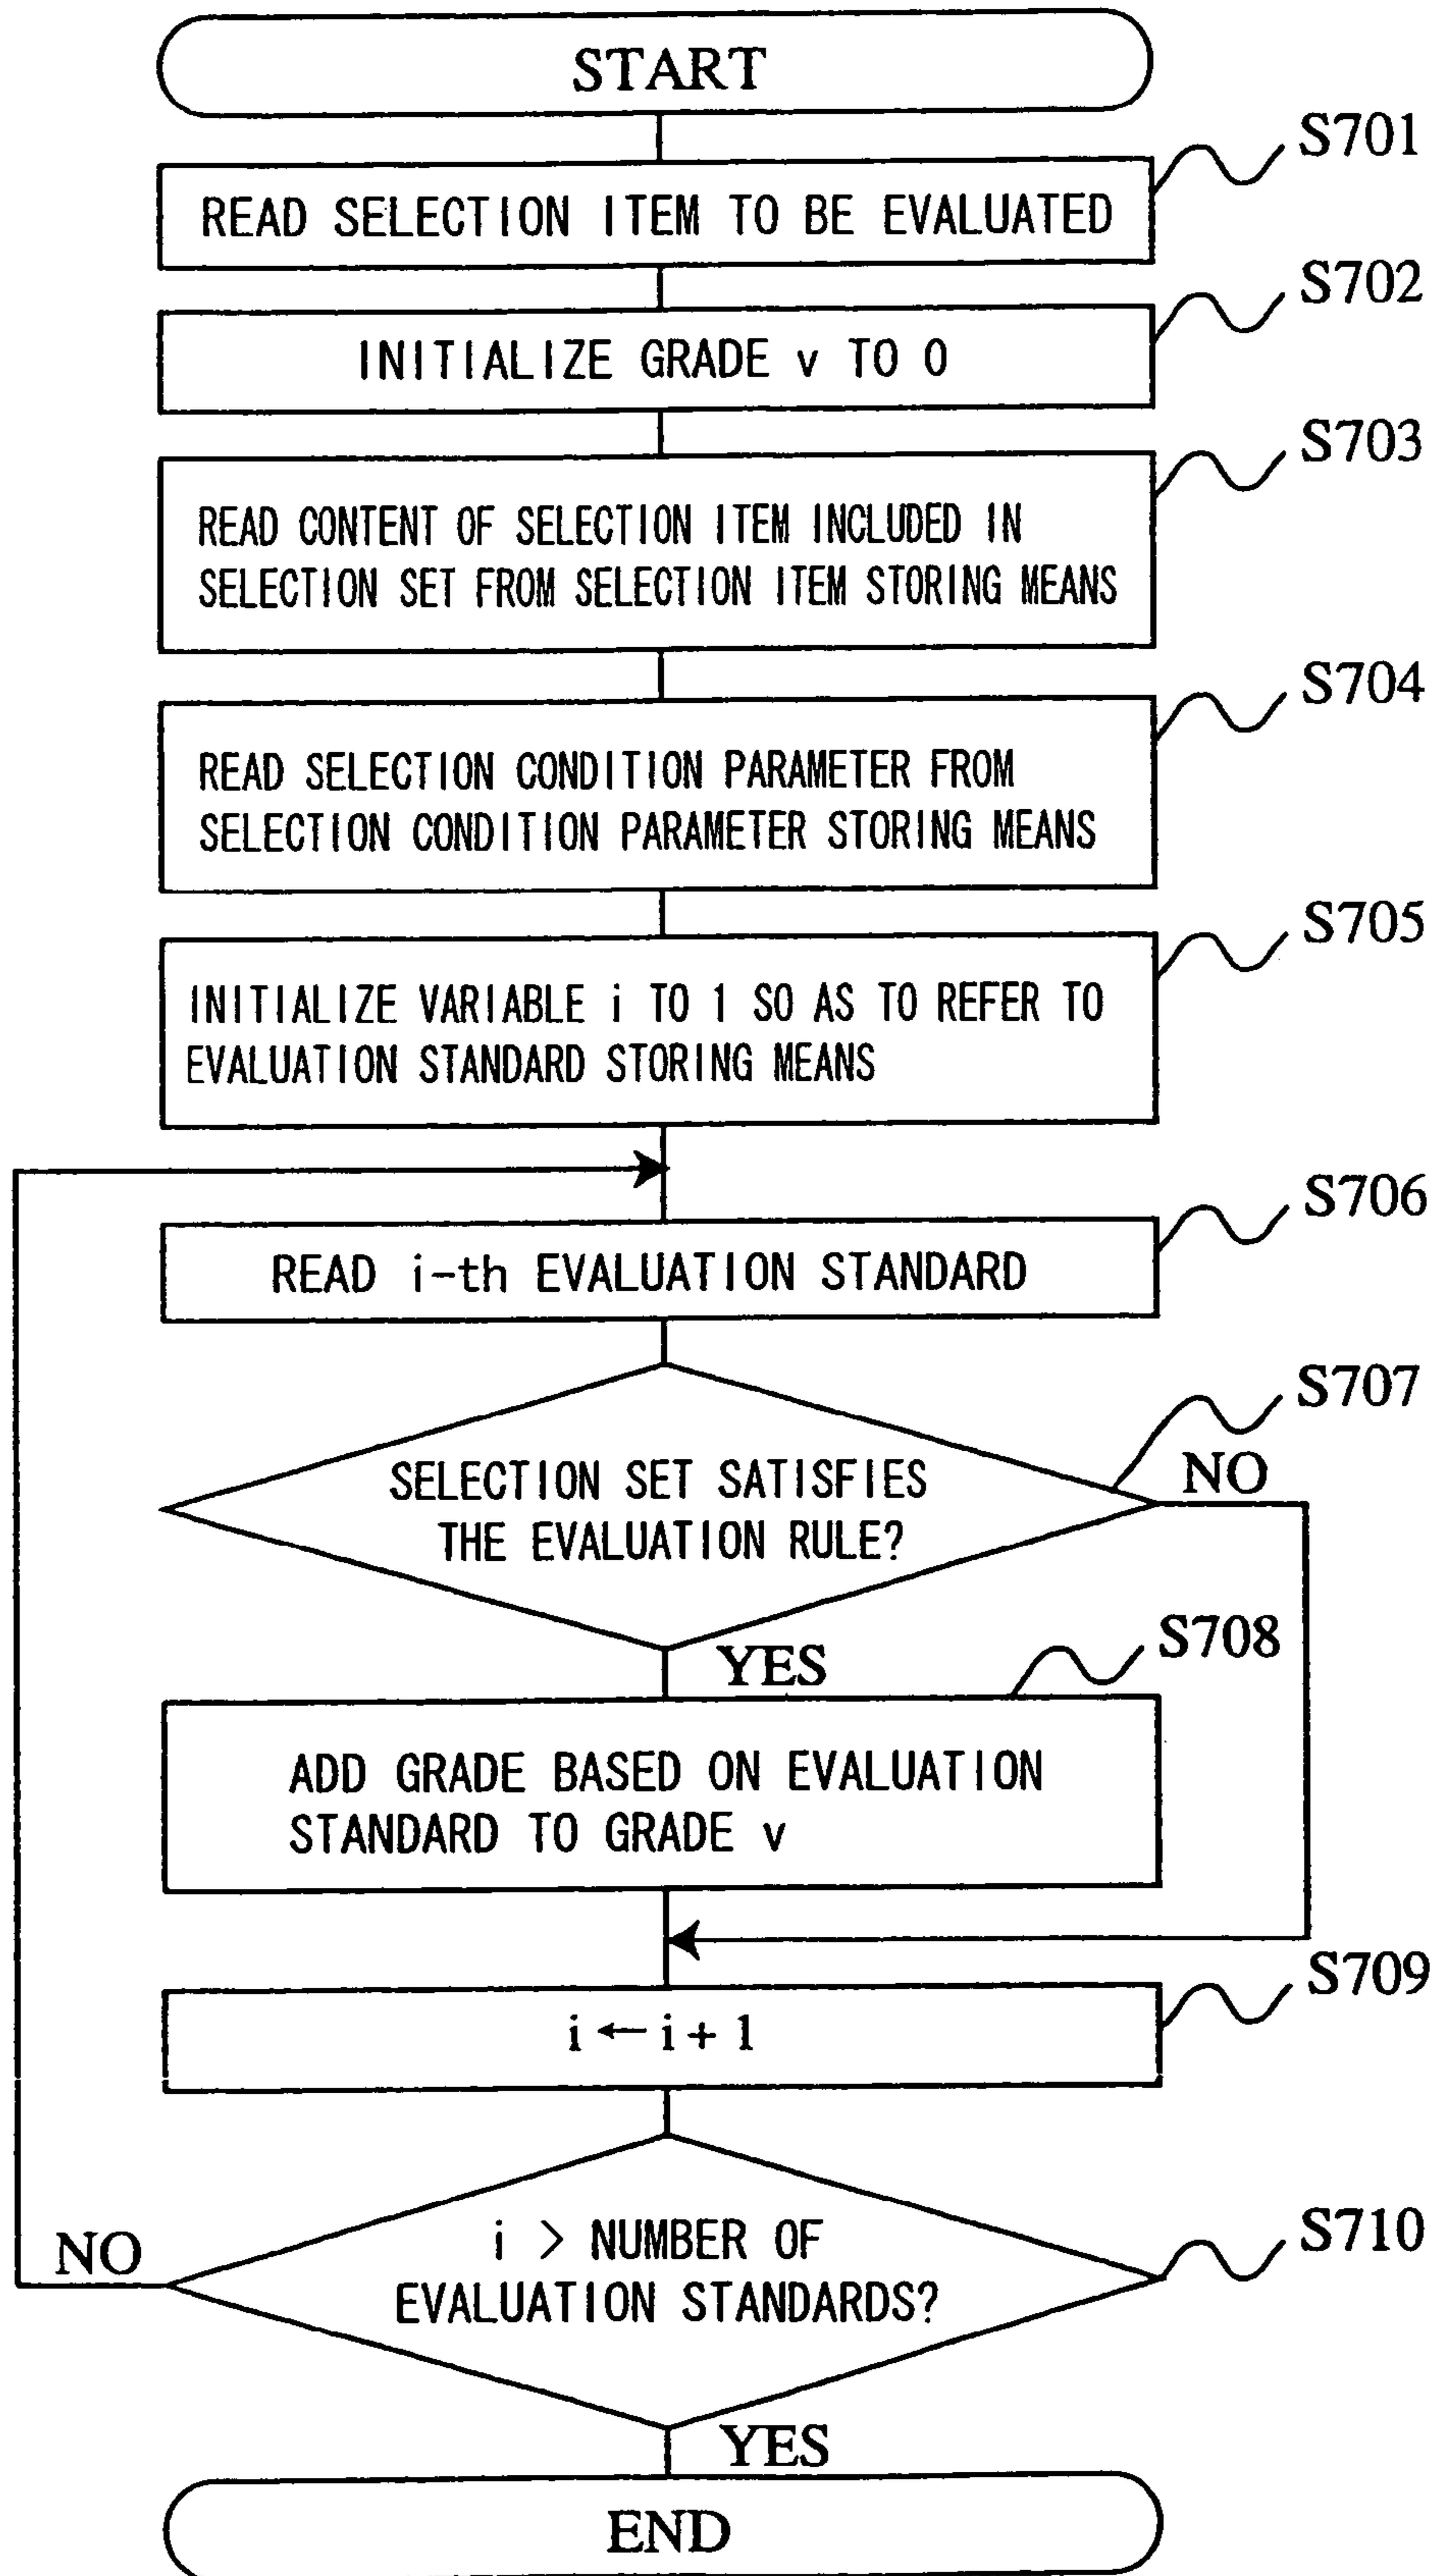 START
S701
READ SELECTION ITEM TO BE EVALUATED
S702
INITIALIZE GRADE v TO 0
S703
READ CONTENT OF SELECTION ITEM INCLUDED IN
SELECTION SET FROM SELECTION ITEM STORING MEANS
S704
READ SELECTION CONDITION PARAMETER FROM
SELECTION CONDITION PARAMETER STORING MEANS
S705
INITIALIZE VARIABLE i TO 1 SO AS TO REFER TO
EVALUATION STANDARD STORING MEANS
S706
READ i-th EVALUATION STANDARD
S707
SELECTION SET SATISFIES
THE EVALUATION RULE?
NO
YES
S708
ADD GRADE BASED ON EVALUATION
STANDARD TO GRADE v
S709
i ← i + 1
S710
i > NUMBER OF
EVALUATION STANDARDS?
NO
YES
END